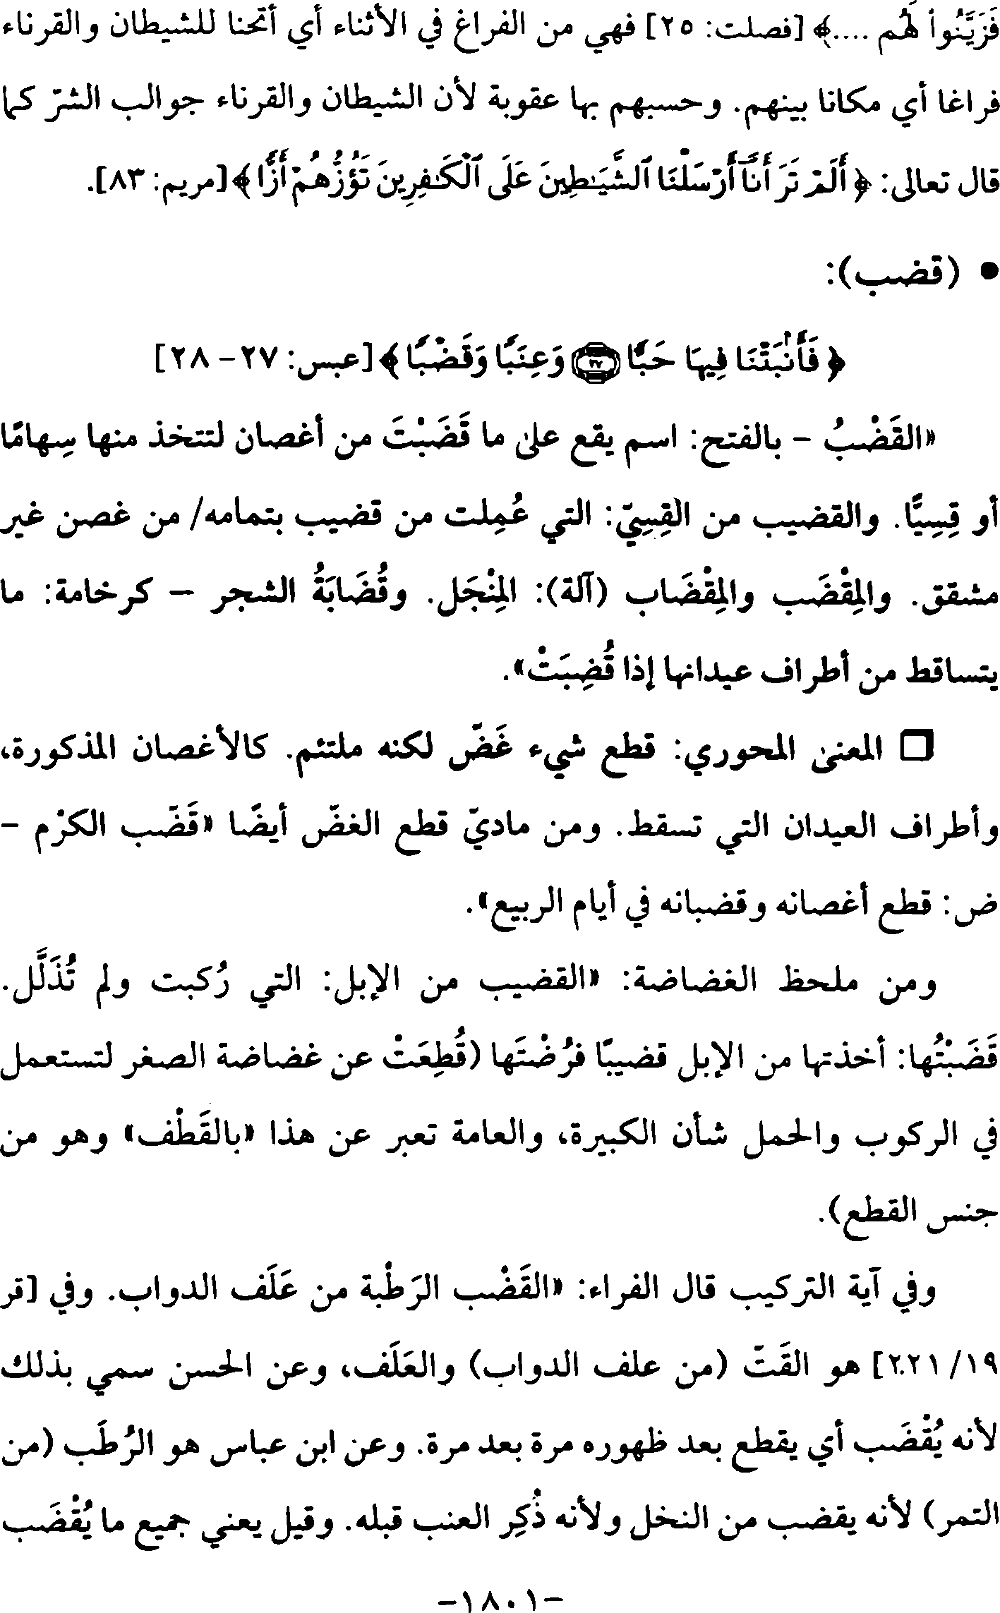 فَزَيَّنُوا۟ لَهُم ....﴾ [فصلت: ٢٥] فهي من الفراغ في الأثناء أي أتحنا للشيطان والقرناء
فراغا أي مكانا بينهم. وحسبهم بها عقوبة لأن الشيطان والقرناء جوالب الشرّ كما
قال تعالى: ﴿ أَلَمْ تَرَ أَنَّآ أَرْسَلْنَا ٱلشَّيَـٰطِينَ عَلَى ٱلْكَـٰفِرِينَ تَؤُزُّهُمْ أَزًّا ﴾ [مريم: ٨٣].
• (قضب):
﴿ فَأَنۢبَتْنَا فِيهَا حَبًّا ۝٢٧ وَعِنَبًا وَقَضْبًا ﴾ [عبس: ٢٧ - ٢٨]
«القَضْبُ - بالفتح: اسم يقع على ما قَضَبْتَ من أغصان لتتخذ منها سِهامًا
أو قِسِيًّا. والقضيب من القِسِيّ: التي عُمِلت من قضيب بتمامه/ من غصن غير
مشقق. والمِقْضَب والمِقْضَاب (آلة): المِنْجَل. وقُضَابَةُ الشجر - كرخامة: ما
يتساقط من أطراف عيدانها إذا قُضِبَتْ».
❒ المعنى المحوري: قطع شيء غَضّ لكنه ملتئم. كالأغصان المذكورة،
وأطراف العيدان التي تسقط. ومن ماديّ قطع الغضّ أيضًا «قَضّب الكرْم -
ض: قطع أغصانه وقضبانه في أيام الربيع».
ومن ملحظ الغضاضة: «القضيب من الإبل: التي رُكبت ولم تُذَلَّل.
قَضَبْتُها: أخذتها من الإبل قضيبًا فرُضْتَها (قُطِعَتْ عن غضاضة الصغر لتستعمل
في الركوب والحمل شأن الكبيرة، والعامة تعبر عن هذا «بالقَطْف» وهو من
جنس القطع).
وفي آية التركيب قال الفراء: «القَضْب الرَطْبة من عَلَف الدواب. وفي [قر
١٩/ ٢٢١] هو القَتّ (من علف الدواب) والعَلَف، وعن الحسن سمي بذلك
لأنه يُقْضَب أي يقطع بعد ظهوره مرة بعد مرة. وعن ابن عباس هو الرُطَب (من
التمر) لأنه يقضب من النخل ولأنه ذُكِر العنب قبله. وقيل يعني جميع ما يُقْضَب
-١٨٠١-